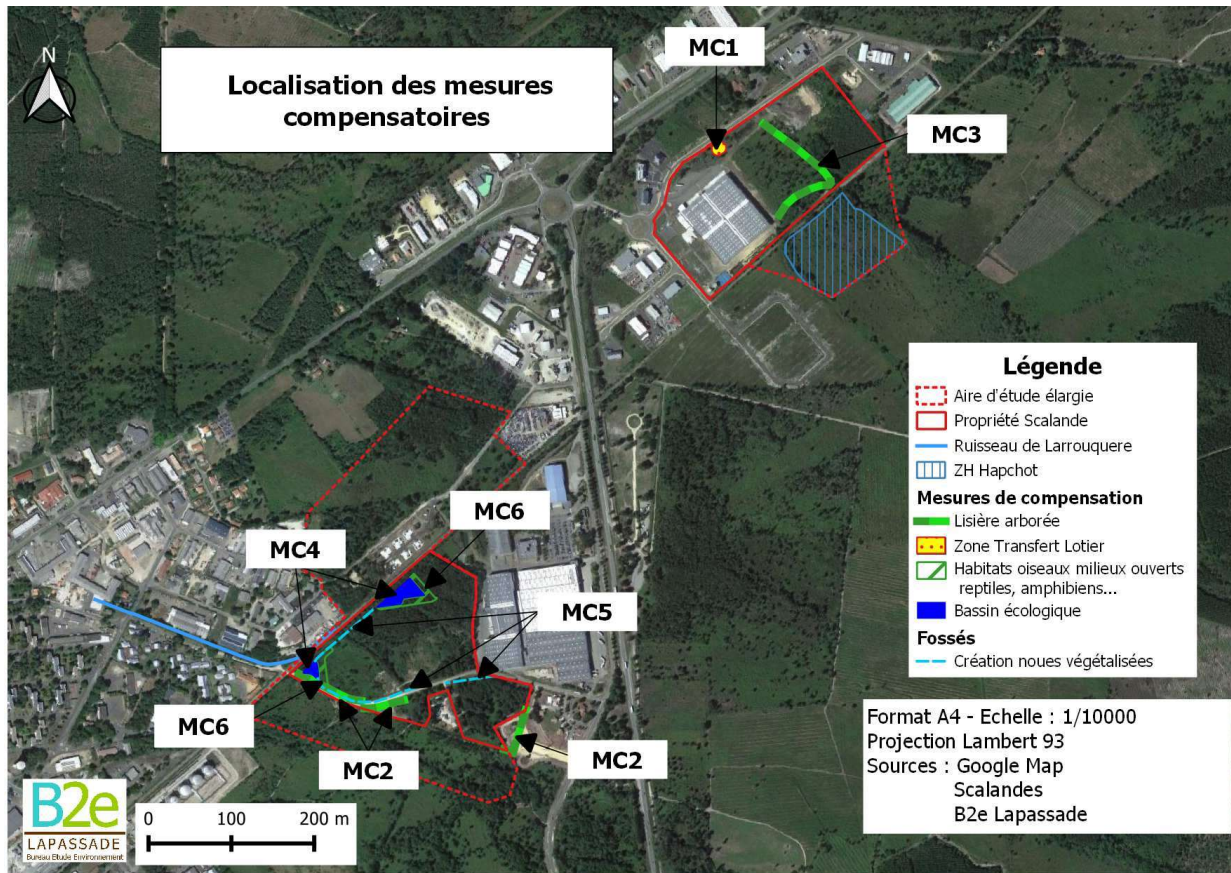 N
Localisation des mesures
compensatoires
MC1
MC3
Légende
Aire d'étude élargie
Propriété Scalande
Ruisseau de Larrouquere
ZH Hapchot
Mesures de compensation
Lisière arborée
Zone Transfert Lotier
Habitats oiseaux milieux ouverts
reptiles, amphibiens...
Bassin écologique
Fossés
Création noues végétalisées
MC6
MC4
MC5
MC6
MC2
MC2
Format A4 - Echelle : 1/10000
Projection Lambert 93
Sources : Google Map
Scalandes
B2e Lapassade
B2e
LAPASSADE
Bureau Etude Environnement
0 100 200 m